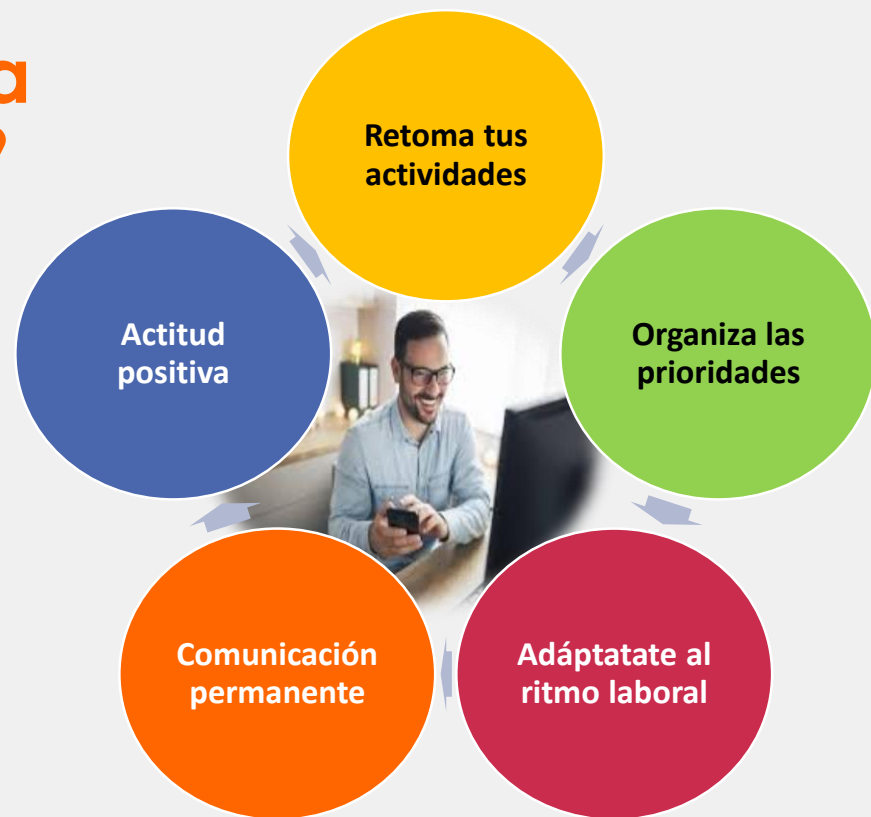 a
?
Retoma tus
actividades
Organiza las
prioridades
Adáptatate al
ritmo laboral
Comunicación
permanente
Actitud
positiva